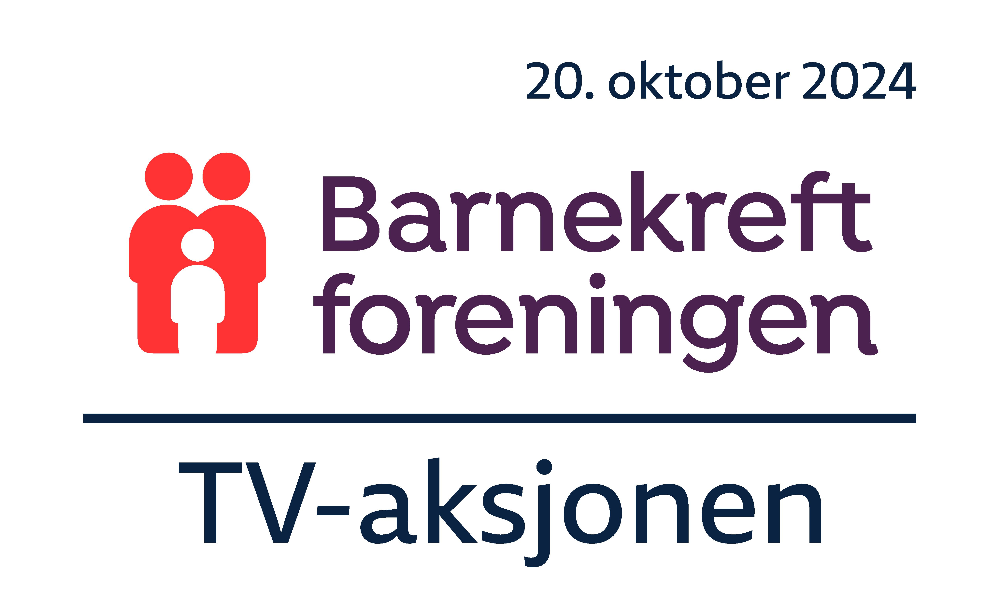 20. oktober 2024
Barnekreft
foreningen
TV-aksjonen